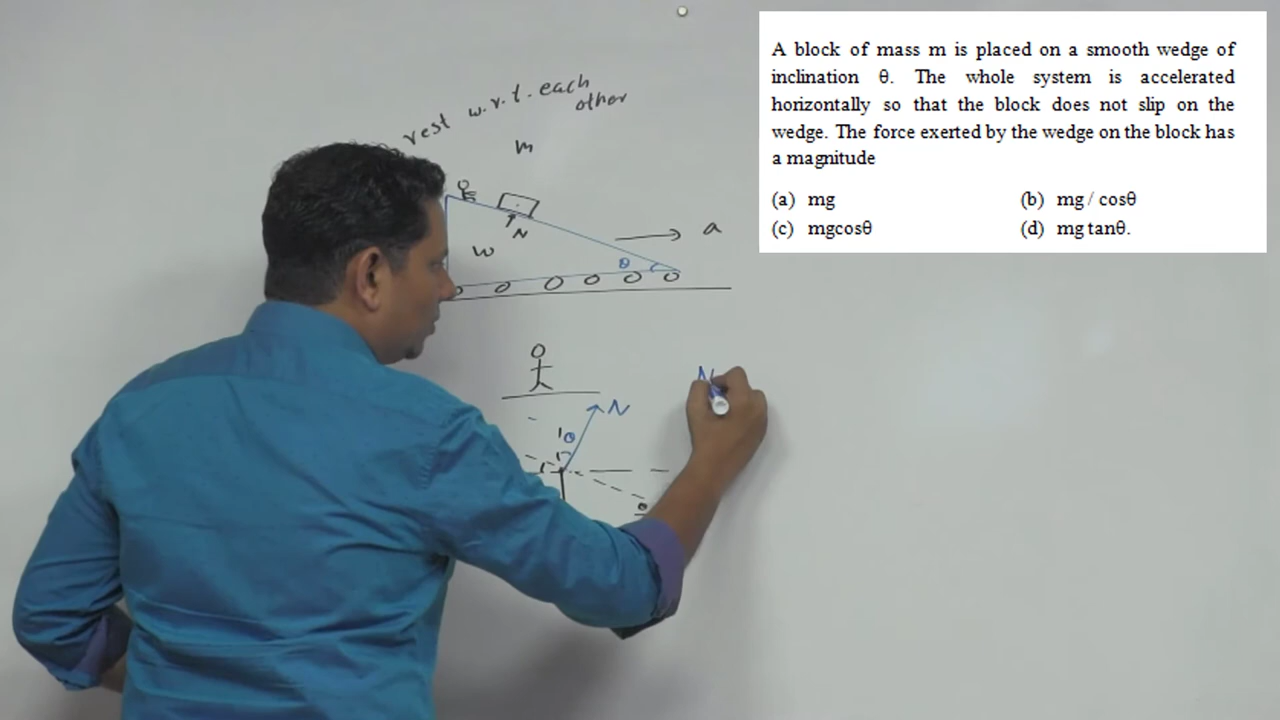 A block of mass m is placed on a smooth wedge of
inclination θ. The whole system is accelerated
horizontally so that the block does not slip on the
wedge. The force exerted by the wedge on the block has
a magnitude
(a) mg (b) mg / cosθ
(c) mgcosθ (d) mg tanθ.
rest w.r.t. each
other
m
N
W
a
θ
N
θ
θ
N